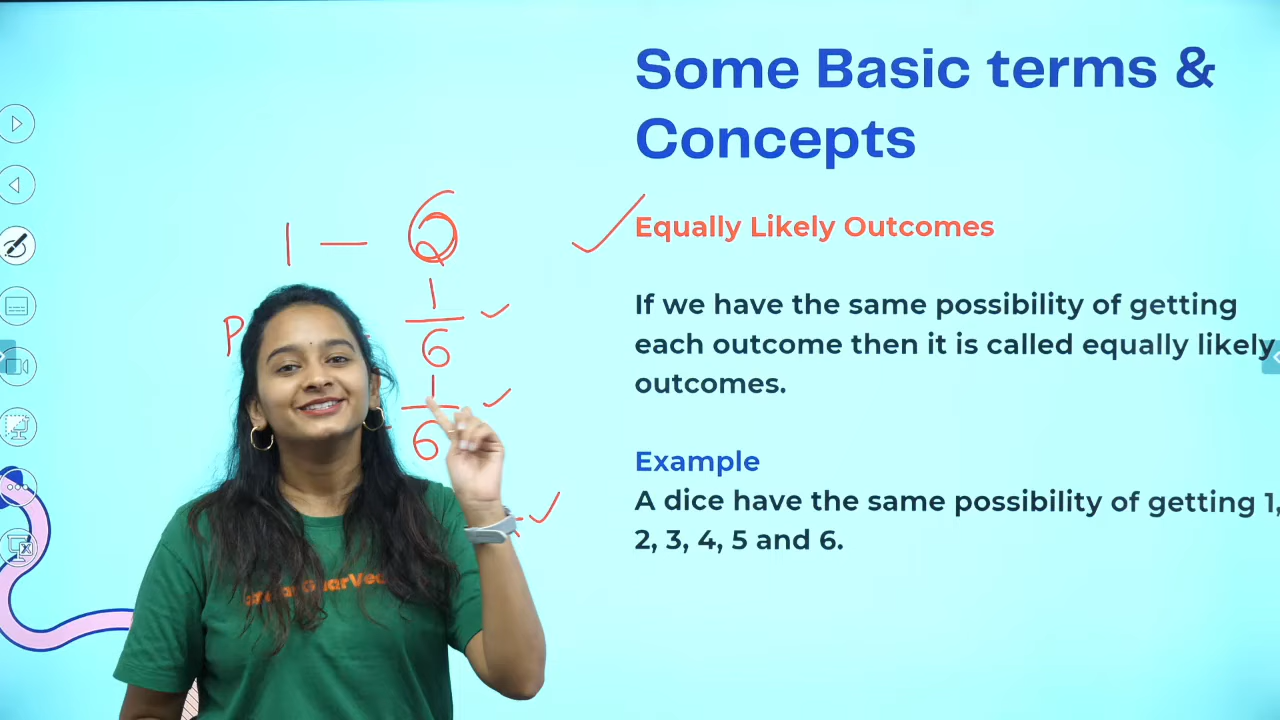 Some Basic terms &
Concepts
1 — 6
Equally Likely Outcomes
1
6
P
1
6
If we have the same possibility of getting
each outcome then it is called equally likely
outcomes.
Example
A dice have the same possibility of getting 1,
2, 3, 4, 5 and 6.